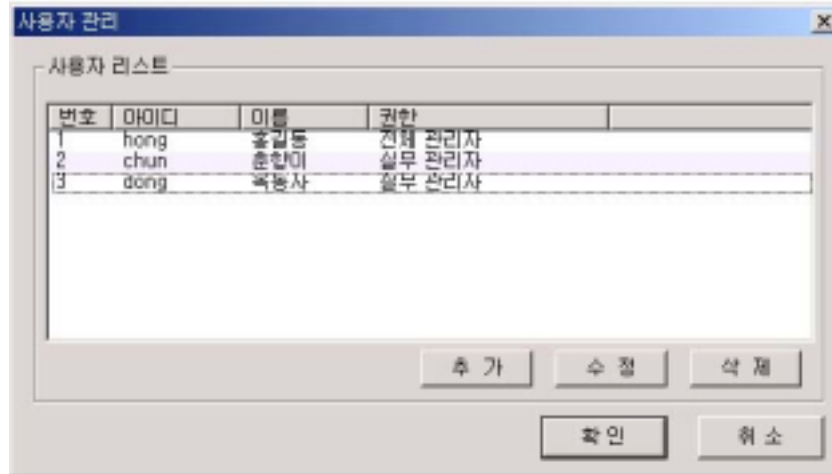 사용자 관리
사용자 리스트
번호 아이디 이름 권한
1 hong 홍길동 전체 관리자
2 chun 춘향이 실무 관리자
3 dong 옥동자 실무 관리자
추 가 수 정 삭 제
확 인 취 소